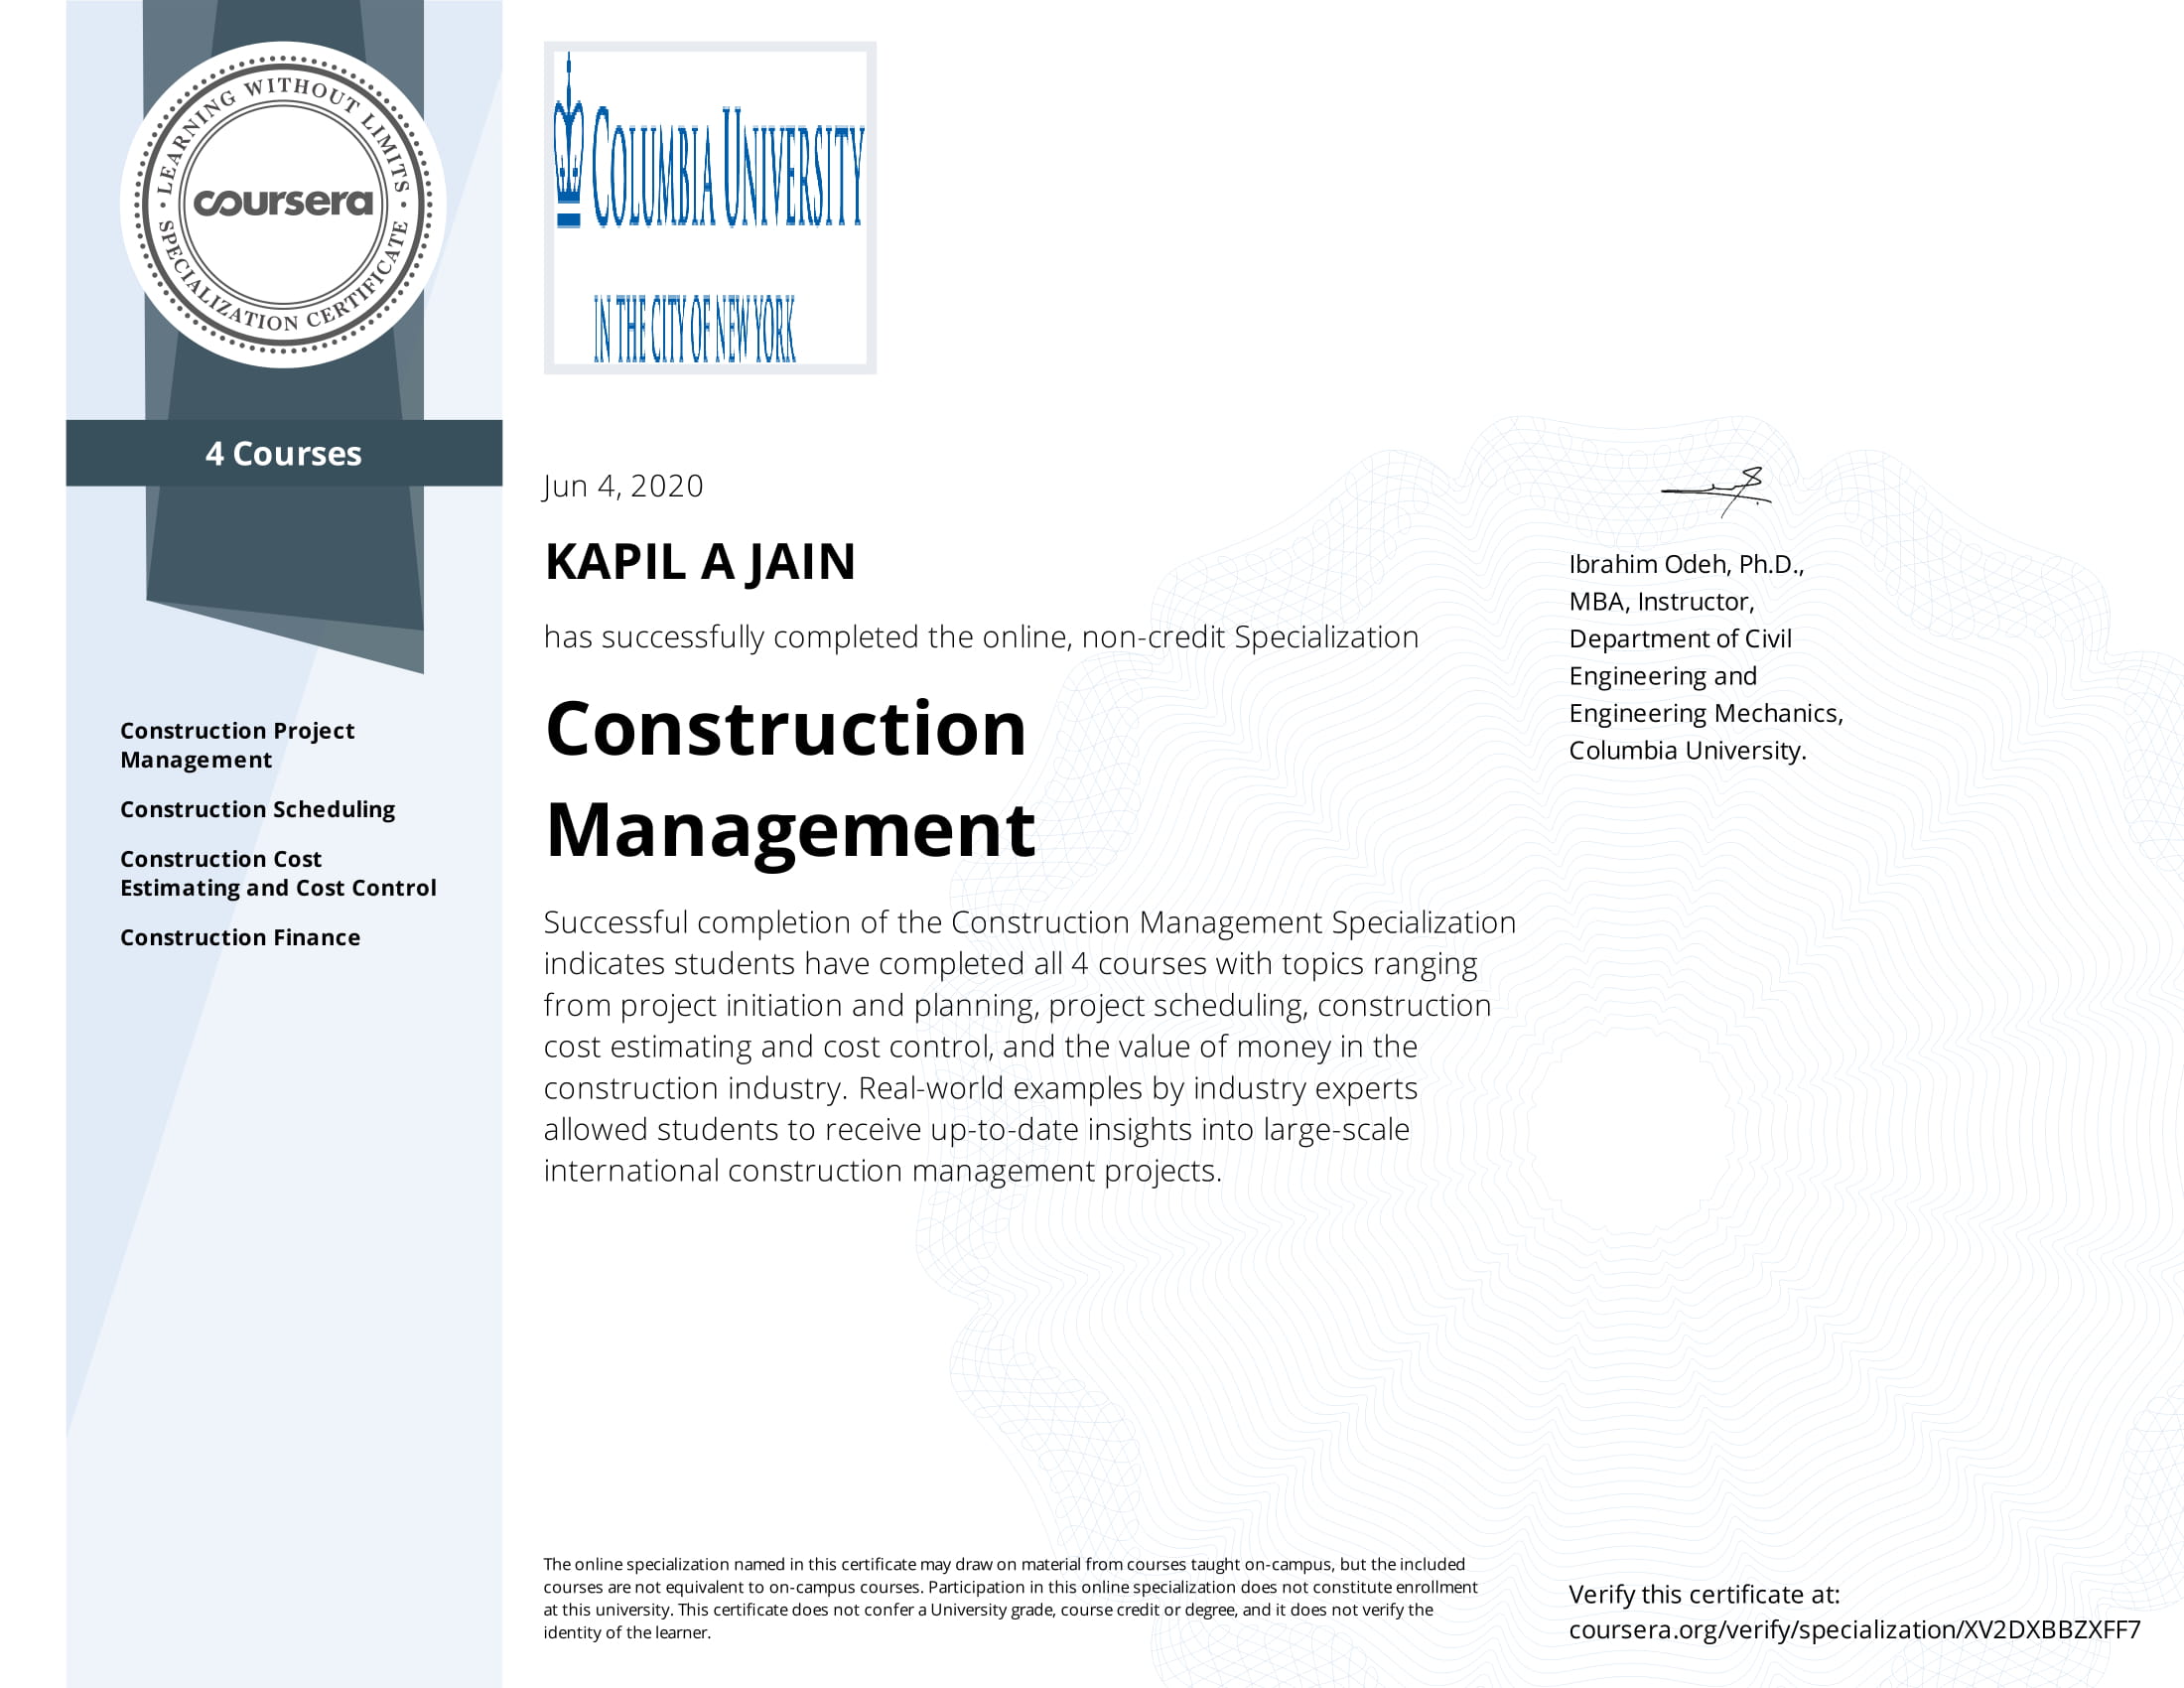 LEARNING WITHOUT LIMITS
coursera
SPECIALIZATION CERTIFICATE
4 Courses
Construction Project
Management
Construction Scheduling
Construction Cost
Estimating and Cost Control
Construction Finance
COLUMBIA UNIVERSITY
IN THE CITY OF NEW YORK
Jun 4, 2020
KAPIL A JAIN
has successfully completed the online, non-credit Specialization
Construction
Management
Successful completion of the Construction Management Specialization
indicates students have completed all 4 courses with topics ranging
from project initiation and planning, project scheduling, construction
cost estimating and cost control, and the value of money in the
construction industry. Real-world examples by industry experts
allowed students to receive up-to-date insights into large-scale
international construction management projects.
Ibrahim Odeh, Ph.D.,
MBA, Instructor,
Department of Civil
Engineering and
Engineering Mechanics,
Columbia University.
The online specialization named in this certificate may draw on material from courses taught on-campus, but the included
courses are not equivalent to on-campus courses. Participation in this online specialization does not constitute enrollment
at this university. This certificate does not confer a University grade, course credit or degree, and it does not verify the
identity of the learner.
Verify this certificate at:
coursera.org/verify/specialization/XV2DXBBZXFF7